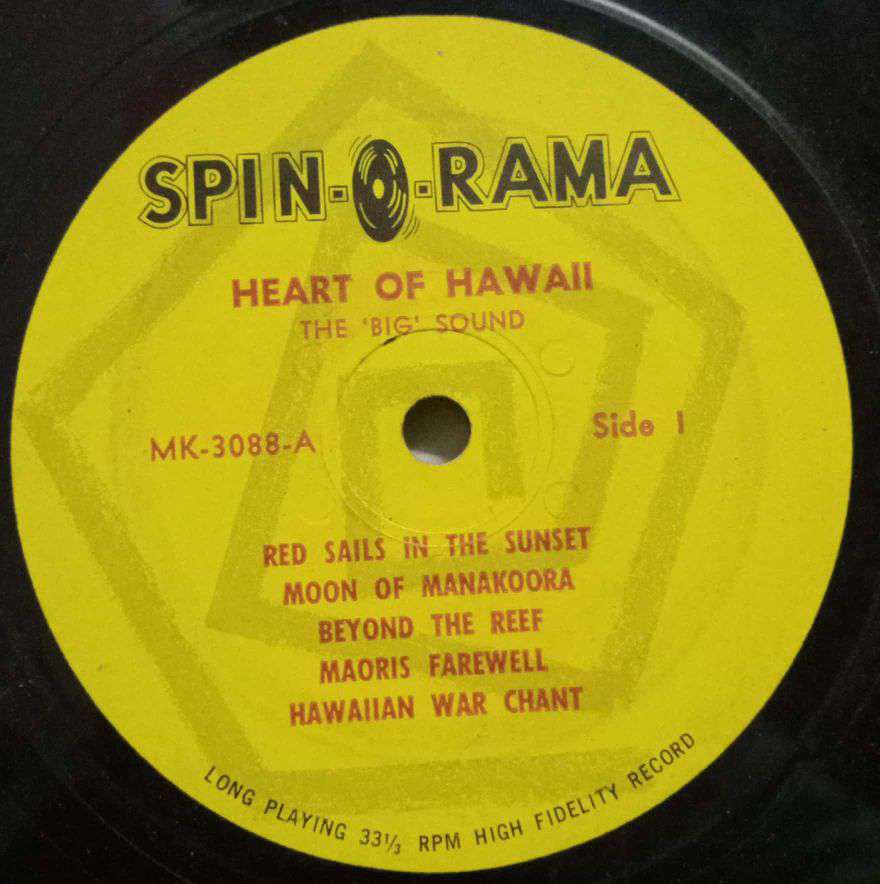 SPIN-O-RAMA
HEART OF HAWAII
THE 'BIG' SOUND
MK-3088-A
Side 1
RED SAILS iN THE SUNSET
MOON OF MANAKOORA
BEYOND THE REEF
MAORIS FAREWELL
HAWAIIAN WAR CHANT
LONG PLAYING 33⅓ RPM HIGH FIDELITY RECORD